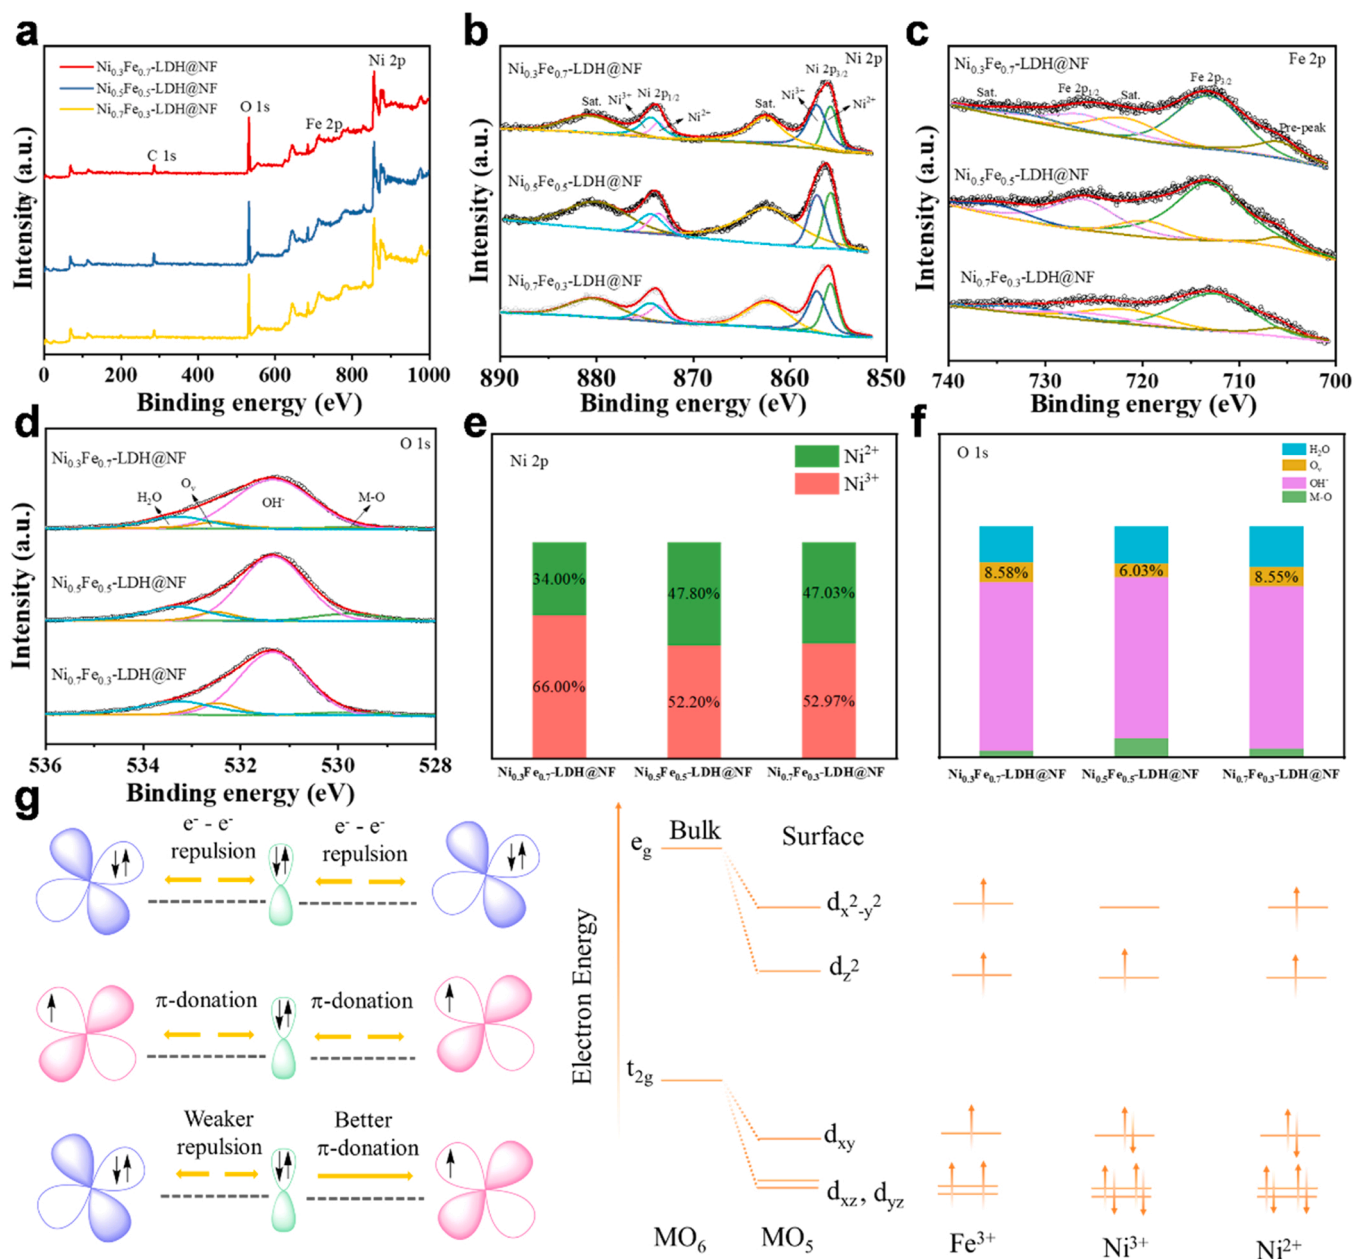 a
Ni0.3Fe0.7-LDH@NF
Ni0.5Fe0.5-LDH@NF
Ni0.7Fe0.3-LDH@NF
Ni 2p
O 1s
Fe 2p
C 1s
Intensity (a.u.)
0 200 400 600 800 1000
Binding energy (eV)
b
Ni 2p
Ni0.3Fe0.7-LDH@NF
Ni 2p3/2
Sat. Ni3+ Ni 2p1/2 Ni2+ Sat. Ni3+ Ni2+
Ni0.5Fe0.5-LDH@NF
Ni0.7Fe0.3-LDH@NF
Intensity (a.u.)
890 880 870 860 850
Binding energy (eV)
c
Fe 2p
Ni0.3Fe0.7-LDH@NF
Sat. Fe 2p1/2 Sat. Fe 2p3/2
Pre-peak
Ni0.5Fe0.5-LDH@NF
Ni0.7Fe0.3-LDH@NF
Intensity (a.u.)
740 730 720 710 700
Binding energy (eV)
d
O 1s
Ni0.3Fe0.7-LDH@NF
H2O Ov OH- M-O
Ni0.5Fe0.5-LDH@NF
Ni0.7Fe0.3-LDH@NF
Intensity (a.u.)
536 534 532 530 528
Binding energy (eV)
e
Ni 2p
Ni2+
Ni3+
34.00% 47.80% 47.03%
66.00% 52.20% 52.97%
Ni0.3Fe0.7-LDH@NF Ni0.5Fe0.5-LDH@NF Ni0.7Fe0.3-LDH@NF
f
O 1s
H2O
Ov
OH-
M-O
8.58% 6.03% 8.55%
Ni0.3Fe0.7-LDH@NF Ni0.5Fe0.5-LDH@NF Ni0.7Fe0.3-LDH@NF
g
e- - e-
repulsion
e- - e-
repulsion
π-donation π-donation
Weaker
repulsion
Better
π-donation
Electron Energy
Bulk Surface
eg
dx2-y2
dz2
t2g
dxy
dxz, dyz
MO6 MO5 Fe3+ Ni3+ Ni2+